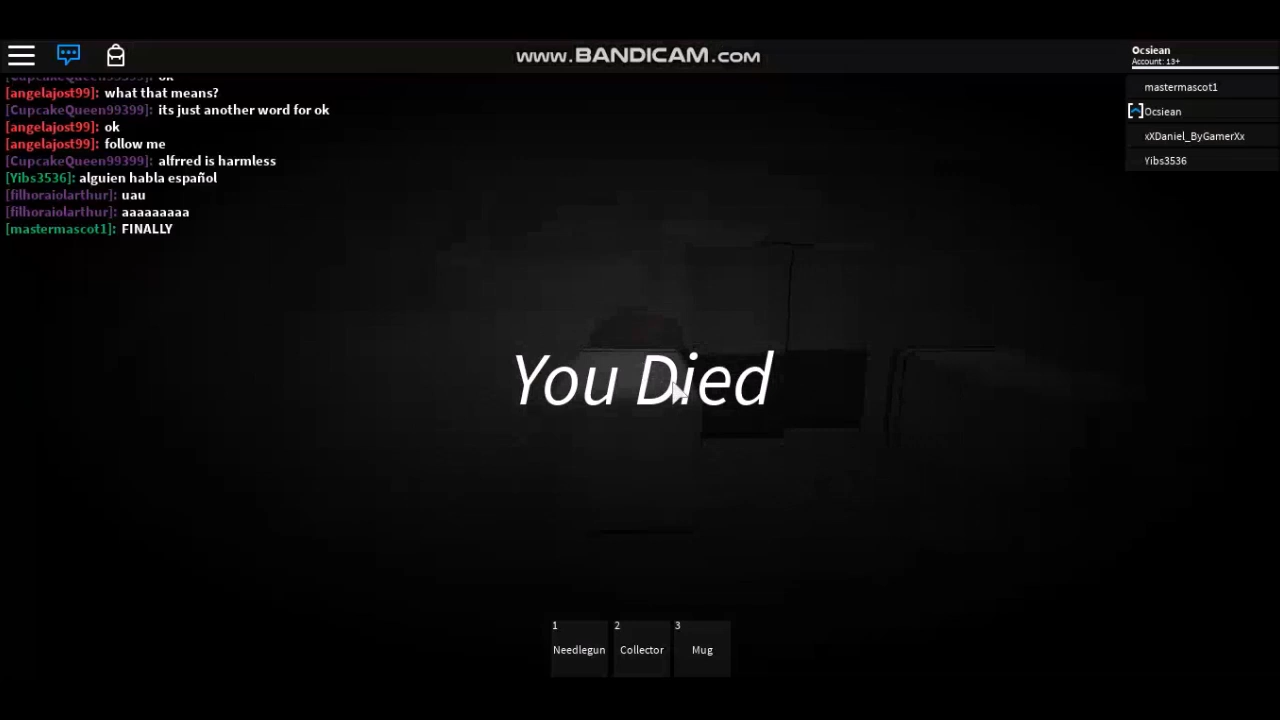 www.BANDICAM.com
Ocsiean
Account: 13+
[CupcakeQueen99399]: ok
[angelajost99]: what that means?
[CupcakeQueen99399]: its just another word for ok
[angelajost99]: ok
[angelajost99]: follow me
[CupcakeQueen99399]: alfrred is harmless
[Yibs3536]: alguien habla español
[filhoraiolarthur]: uau
[filhoraiolarthur]: aaaaaaaaa
[mastermascot1]: FINALLY
mastermascot1
Ocsiean
xXDaniel_ByGamerXx
Yibs3536
You Died
1
Needlegun
2
Collector
3
Mug